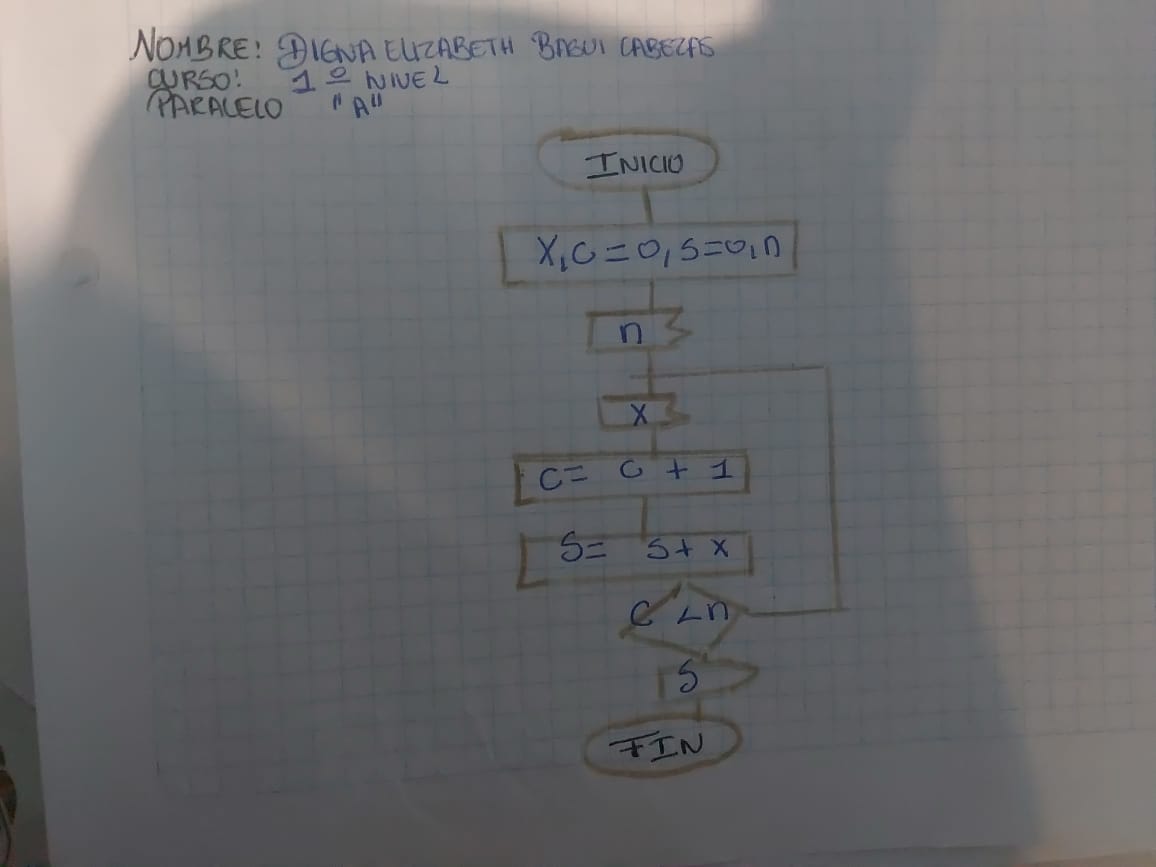 NOMBRE: DIGNA ELIZABETH BAGUI CABEZAS
CURSO: 1º NIVEL
PARALELO "A"
INICIO
X, C = 0, S=0, n
n
X
C= C + 1
S= S + X
C < n
S
FIN